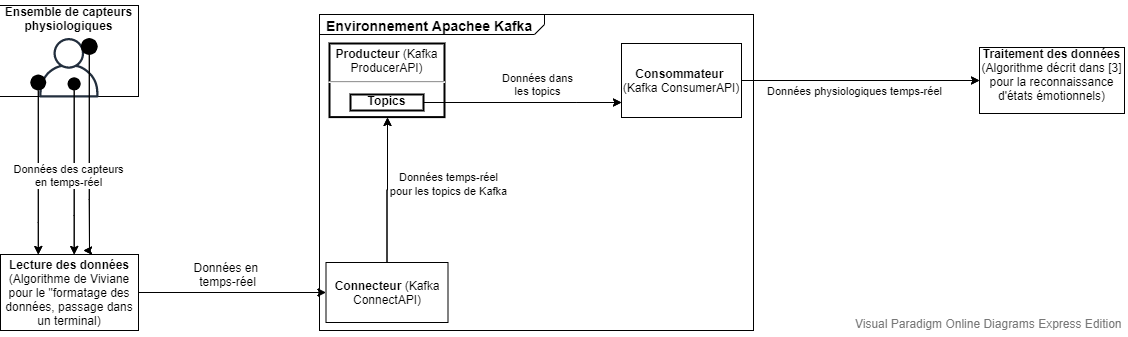 Ensemble de capteurs
physiologiques
Données des capteurs
en temps-réel
Lecture des données
(Algorithme de Viviane
pour le "formatage des
données, passage dans
un terminal)
Données en
temps-réel
Environnement Apachee Kafka
Producteur (Kafka
ProducerAPI)
Topics
Données dans
les topics
Consommateur
(Kafka ConsumerAPI)
Données temps-réel
pour les topics de Kafka
Connecteur (Kafka
ConnectAPI)
Données physiologiques temps-réel
Traitement des données
(Algorithme décrit dans [3]
pour la reconnaissance
d'états émotionnels)
Visual Paradigm Online Diagrams Express Edition